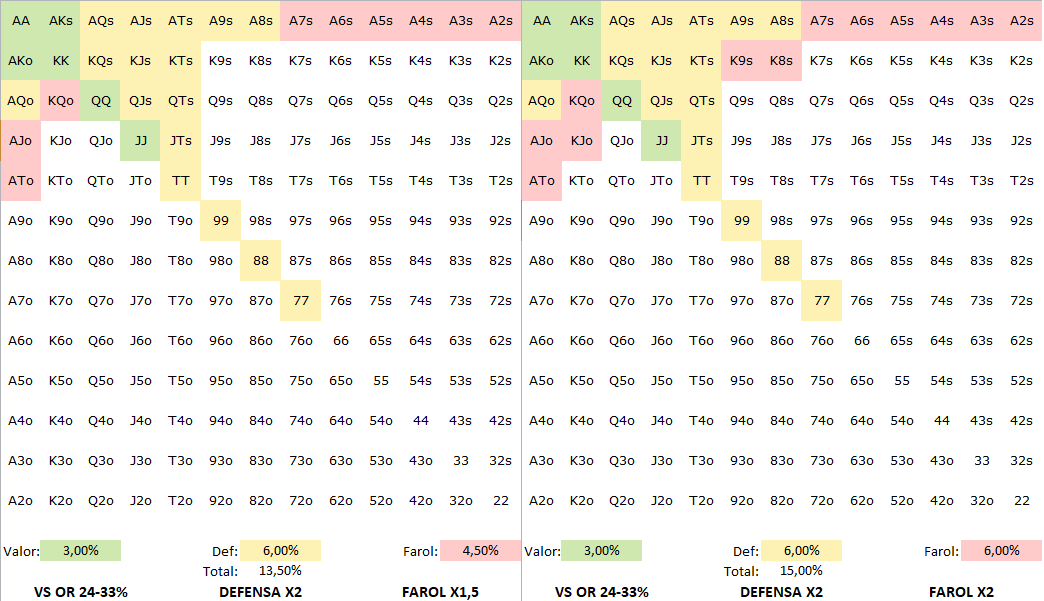 AA AKs AQs AJs ATs A9s A8s A7s A6s A5s A4s A3s A2s AA AKs AQs AJs ATs A9s A8s A7s A6s A5s A4s A3s A2s
AKo KK KQs KJs KTs K9s K8s K7s K6s K5s K4s K3s K2s AKo KK KQs KJs KTs K9s K8s K7s K6s K5s K4s K3s K2s
AQo KQo QQ QJs QTs Q9s Q8s Q7s Q6s Q5s Q4s Q3s Q2s AQo KQo QQ QJs QTs Q9s Q8s Q7s Q6s Q5s Q4s Q3s Q2s
AJo KJo QJo JJ JTs J9s J8s J7s J6s J5s J4s J3s J2s AJo KJo QJo JJ JTs J9s J8s J7s J6s J5s J4s J3s J2s
ATo KTo QTo JTo TT T9s T8s T7s T6s T5s T4s T3s T2s ATo KTo QTo JTo TT T9s T8s T7s T6s T5s T4s T3s T2s
A9o K9o Q9o J9o T9o 99 98s 97s 96s 95s 94s 93s 92s A9o K9o Q9o J9o T9o 99 98s 97s 96s 95s 94s 93s 92s
A8o K8o Q8o J8o T8o 98o 88 87s 86s 85s 84s 83s 82s A8o K8o Q8o J8o T8o 98o 88 87s 86s 85s 84s 83s 82s
A7o K7o Q7o J7o T7o 97o 87o 77 76s 75s 74s 73s 72s A7o K7o Q7o J7o T7o 97o 87o 77 76s 75s 74s 73s 72s
A6o K6o Q6o J6o T6o 96o 86o 76o 66 65s 64s 63s 62s A6o K6o Q6o J6o T6o 96o 86o 76o 66 65s 64s 63s 62s
A5o K5o Q5o J5o T5o 95o 85o 75o 65o 55 54s 53s 52s A5o K5o Q5o J5o T5o 95o 85o 75o 65o 55 54s 53s 52s
A4o K4o Q4o J4o T4o 94o 84o 74o 64o 54o 44 43s 42s A4o K4o Q4o J4o T4o 94o 84o 74o 64o 54o 44 43s 42s
A3o K3o Q3o J3o T3o 93o 83o 73o 63o 53o 43o 33 32s A3o K3o Q3o J3o T3o 93o 83o 73o 63o 53o 43o 33 32s
A2o K2o Q2o J2o T2o 92o 82o 72o 62o 52o 42o 32o 22 A2o K2o Q2o J2o T2o 92o 82o 72o 62o 52o 42o 32o 22
Valor: 3,00% Def: 6,00% Farol: 4,50% Valor: 3,00% Def: 6,00% Farol: 6,00%
Total: 13,50% Total: 15,00%
VS OR 24-33% DEFENSA X2 FAROL X1,5 VS OR 24-33% DEFENSA X2 FAROL X2